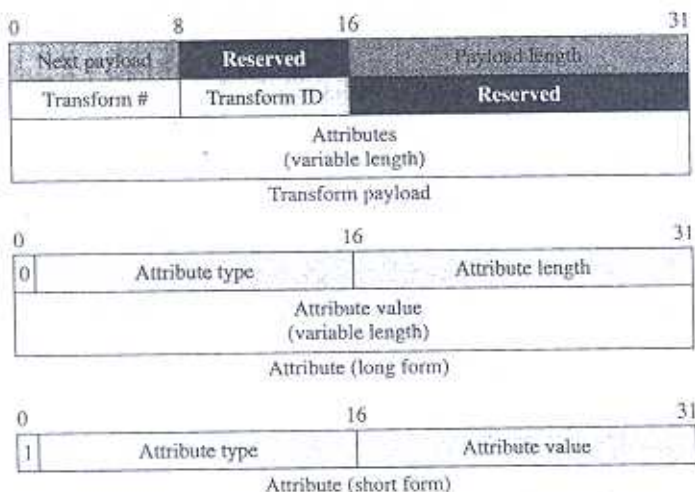 0 8 16 31
Next payload Reserved Payload length
Transform # Transform ID Reserved
Attributes
(variable length)
Transform payload
0 16 31
0 Attribute type Attribute length
Attribute value
(variable length)
Attribute (long form)
0 16 31
1 Attribute type Attribute value
Attribute (short form)